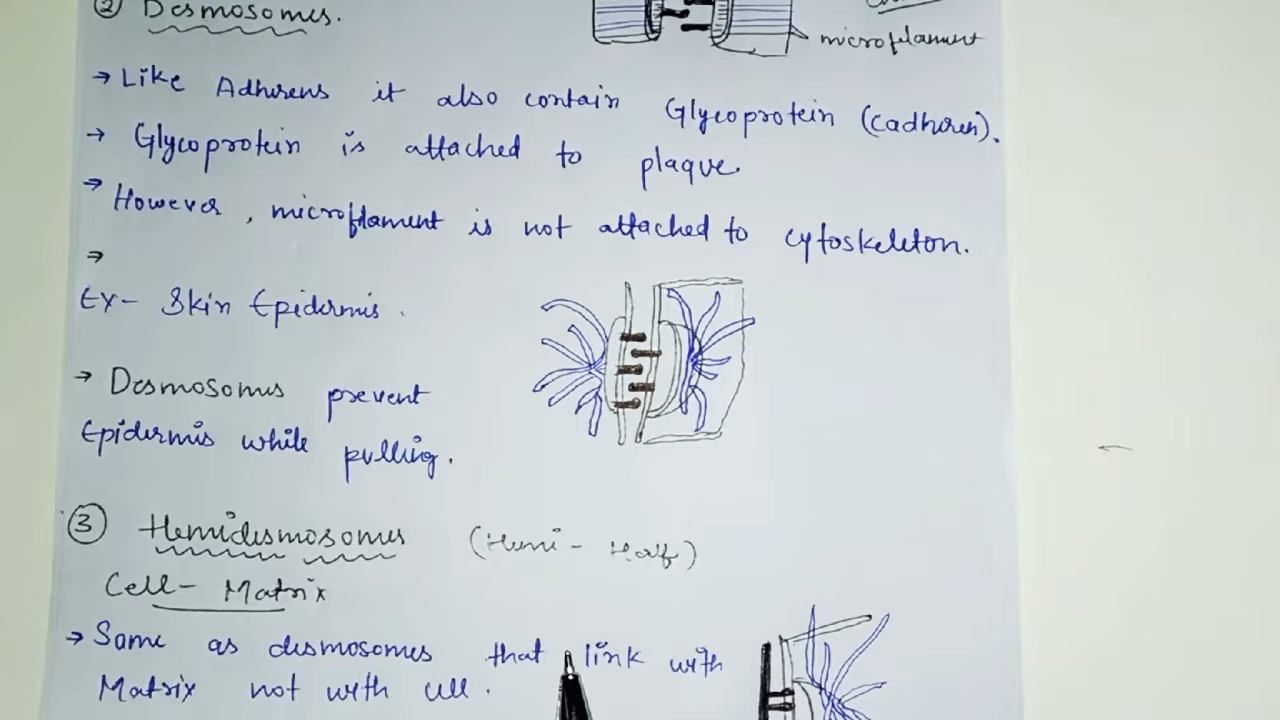 ② Desmosomes.
microfilament
→ Like Adherens it also contain Glycoprotein (cadheren).
→ Glycoprotein is attached to plaque.
→ However, microfilament is not attached to cytoskeleton.
→
Ex- Skin Epidermis.
→ Desmosomes prevent
Epidermis while pulling.
③ Hemidesmosomes (Hemi - Half)
Cell - Matrix
→ Same as desmosomes that link with
Matrix not with cell.